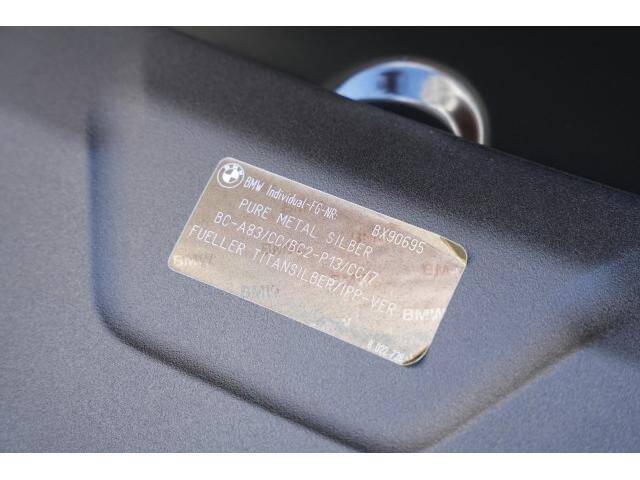 BMW Individual-FG-NR. BX90695
PURE METAL SILBER
BC-A83/CC/BC2-P13/CC/7
FUELLER TITANSILBER/IPP-VER